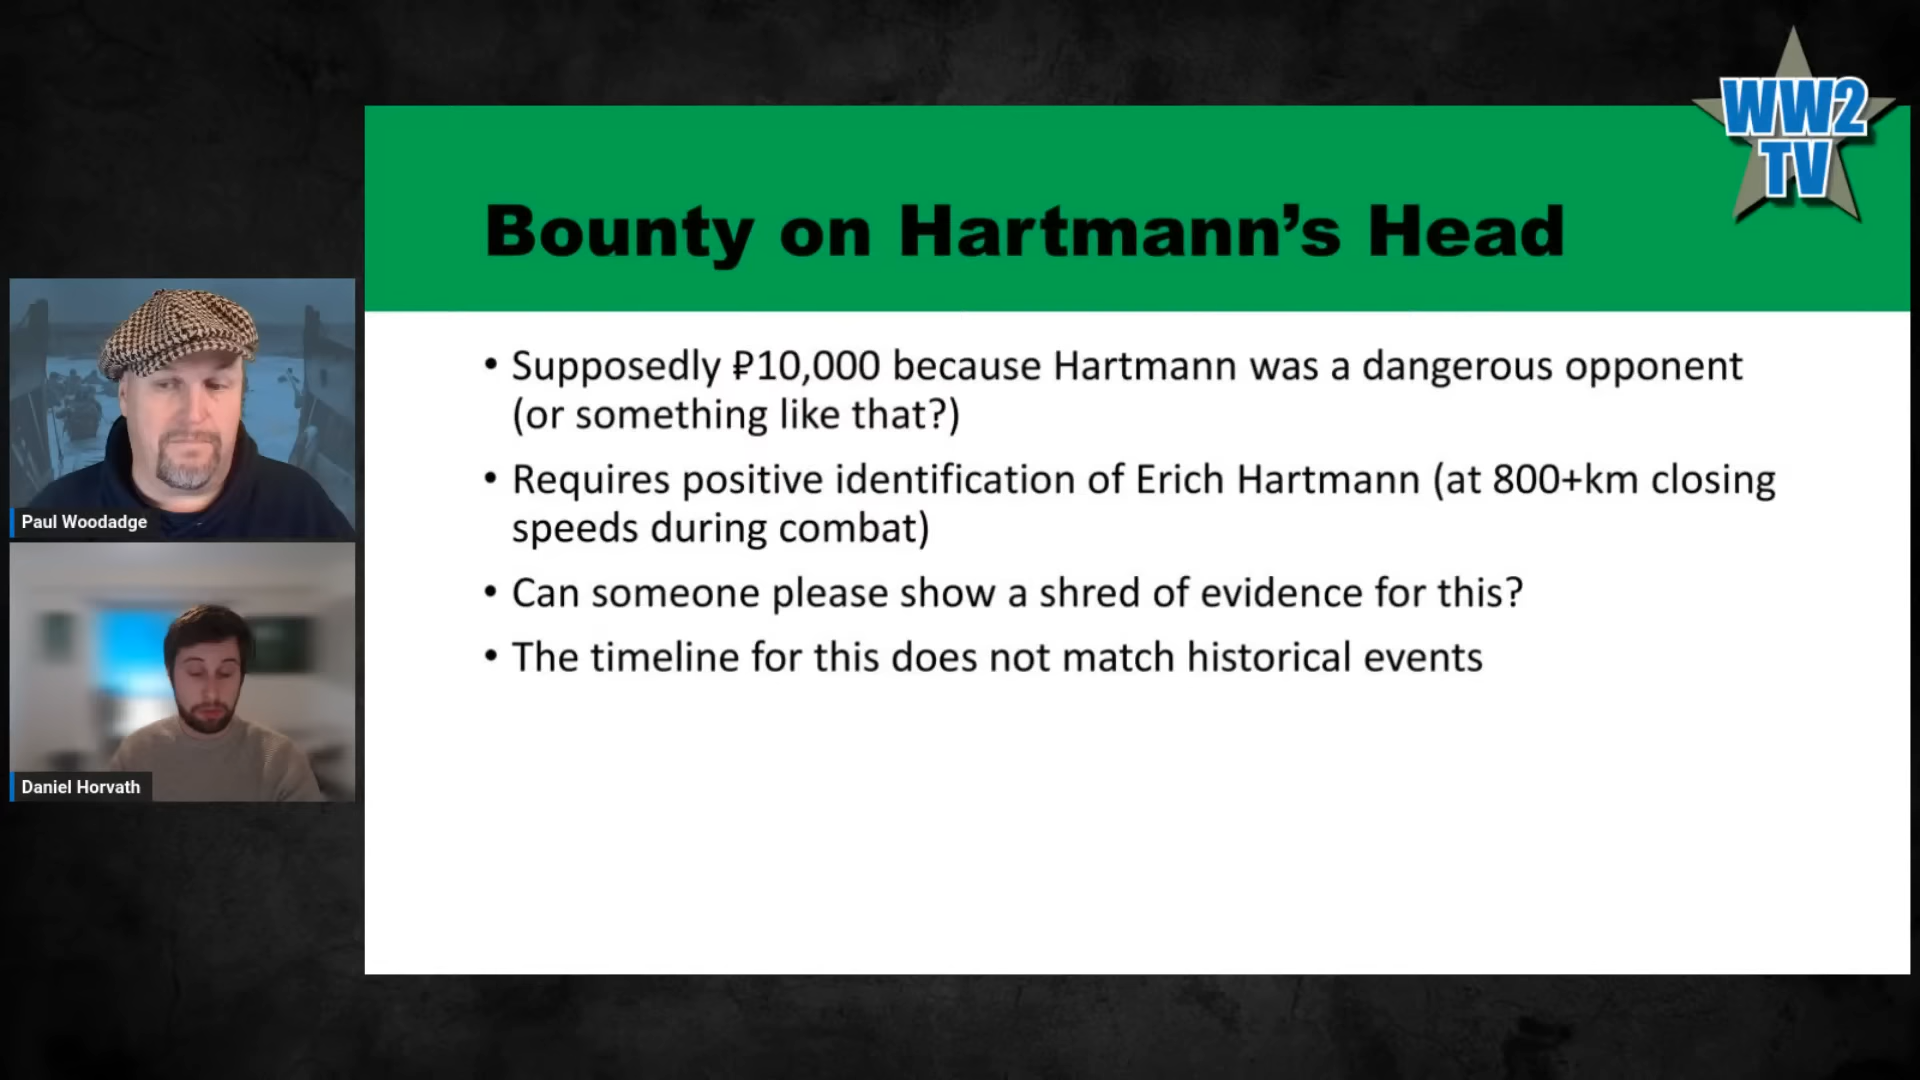 WW2
TV
Bounty on Hartmann’s Head
• Supposedly ₽10,000 because Hartmann was a dangerous opponent
(or something like that?)
• Requires positive identification of Erich Hartmann (at 800+km closing
speeds during combat)
• Can someone please show a shred of evidence for this?
• The timeline for this does not match historical events
Paul Woodadge
Daniel Horvath